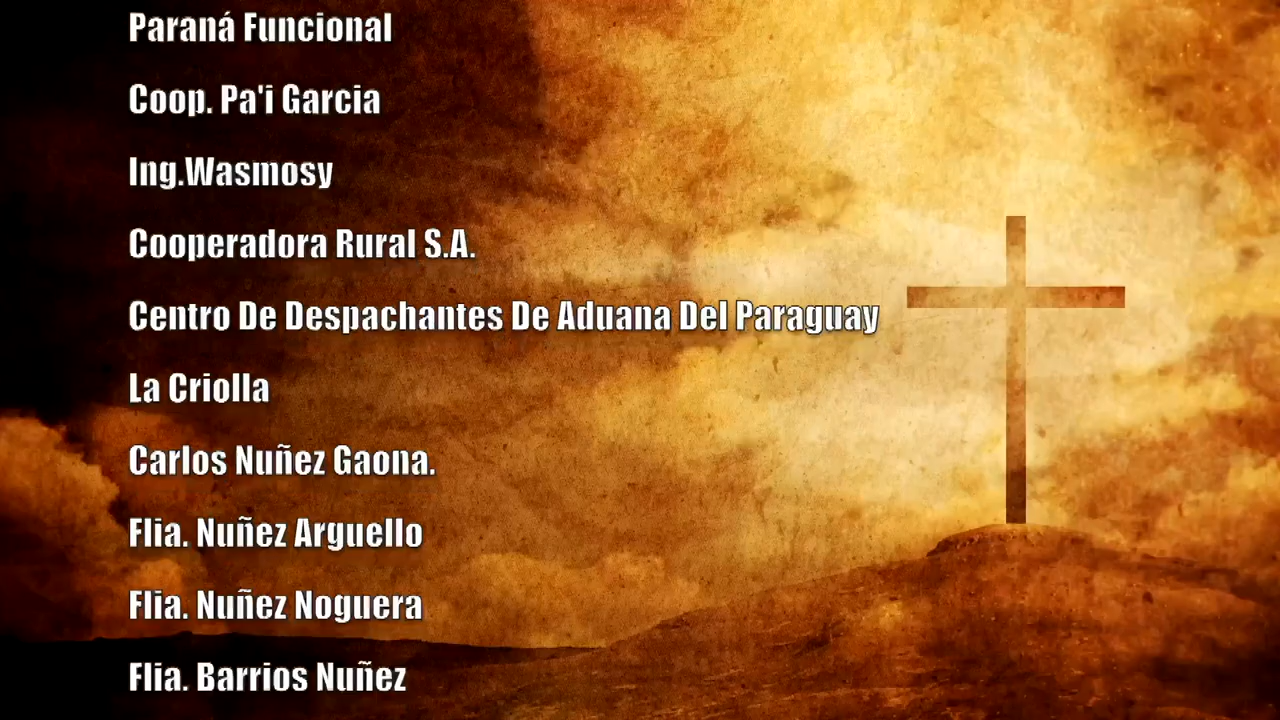 Paraná Funcional
Coop. Pa'i Garcia
Ing.Wasmosy
Cooperadora Rural S.A.
Centro De Despachantes De Aduana Del Paraguay
La Criolla
Carlos Nuñez Gaona.
Flia. Nuñez Arguello
Flia. Nuñez Noguera
Flia. Barrios Nuñez